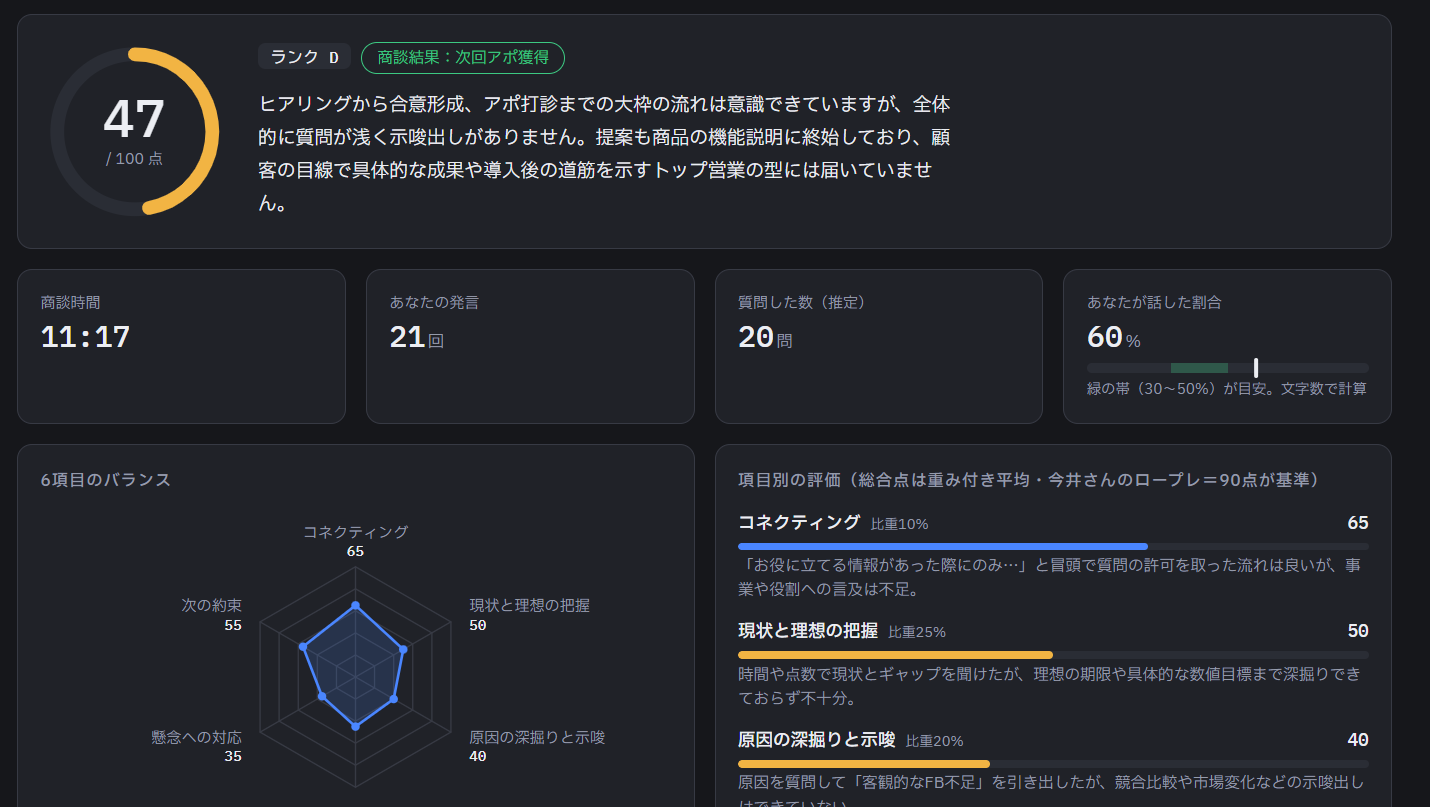 47
/ 100 点
ランク D
商談結果：次回アポ獲得
ヒアリングから合意形成、アポ打診までの大枠の流れは意識できていますが、全体
的に質問が浅く示唆出しがありません。提案も商品の機能説明に終始しており、顧
客の目線で具体的な成果や導入後の道筋を示すトップ営業の型には届いていませ
ん。
商談時間
11:17
あなたの発言
21回
質問した数（推定）
20問
あなたが話した割合
60%
緑の帯（30〜50%）が目安。文字数で計算
6項目のバランス
コネクティング
65
現状と理想の把握
50
原因の深掘りと示唆
40
懸念への対応
35
次の約束
55
項目別の評価（総合点は重み付き平均・今井さんのロープレ＝90点が基準）
コネクティング 比重10% 65
「お役に立てる情報があった際にのみ…」と冒頭で質問の許可を取った流れは良いが、事
業や役割への言及は不足。
現状と理想の把握 比重25% 50
時間や点数で現状とギャップを聞けたが、理想の期限や具体的な数値目標まで深掘りでき
ておらず不十分。
原因の深掘りと示唆 比重20% 40
原因を質問して「客観的なFB不足」を引き出したが、競合比較や市場変化などの示唆出し
はできていない。